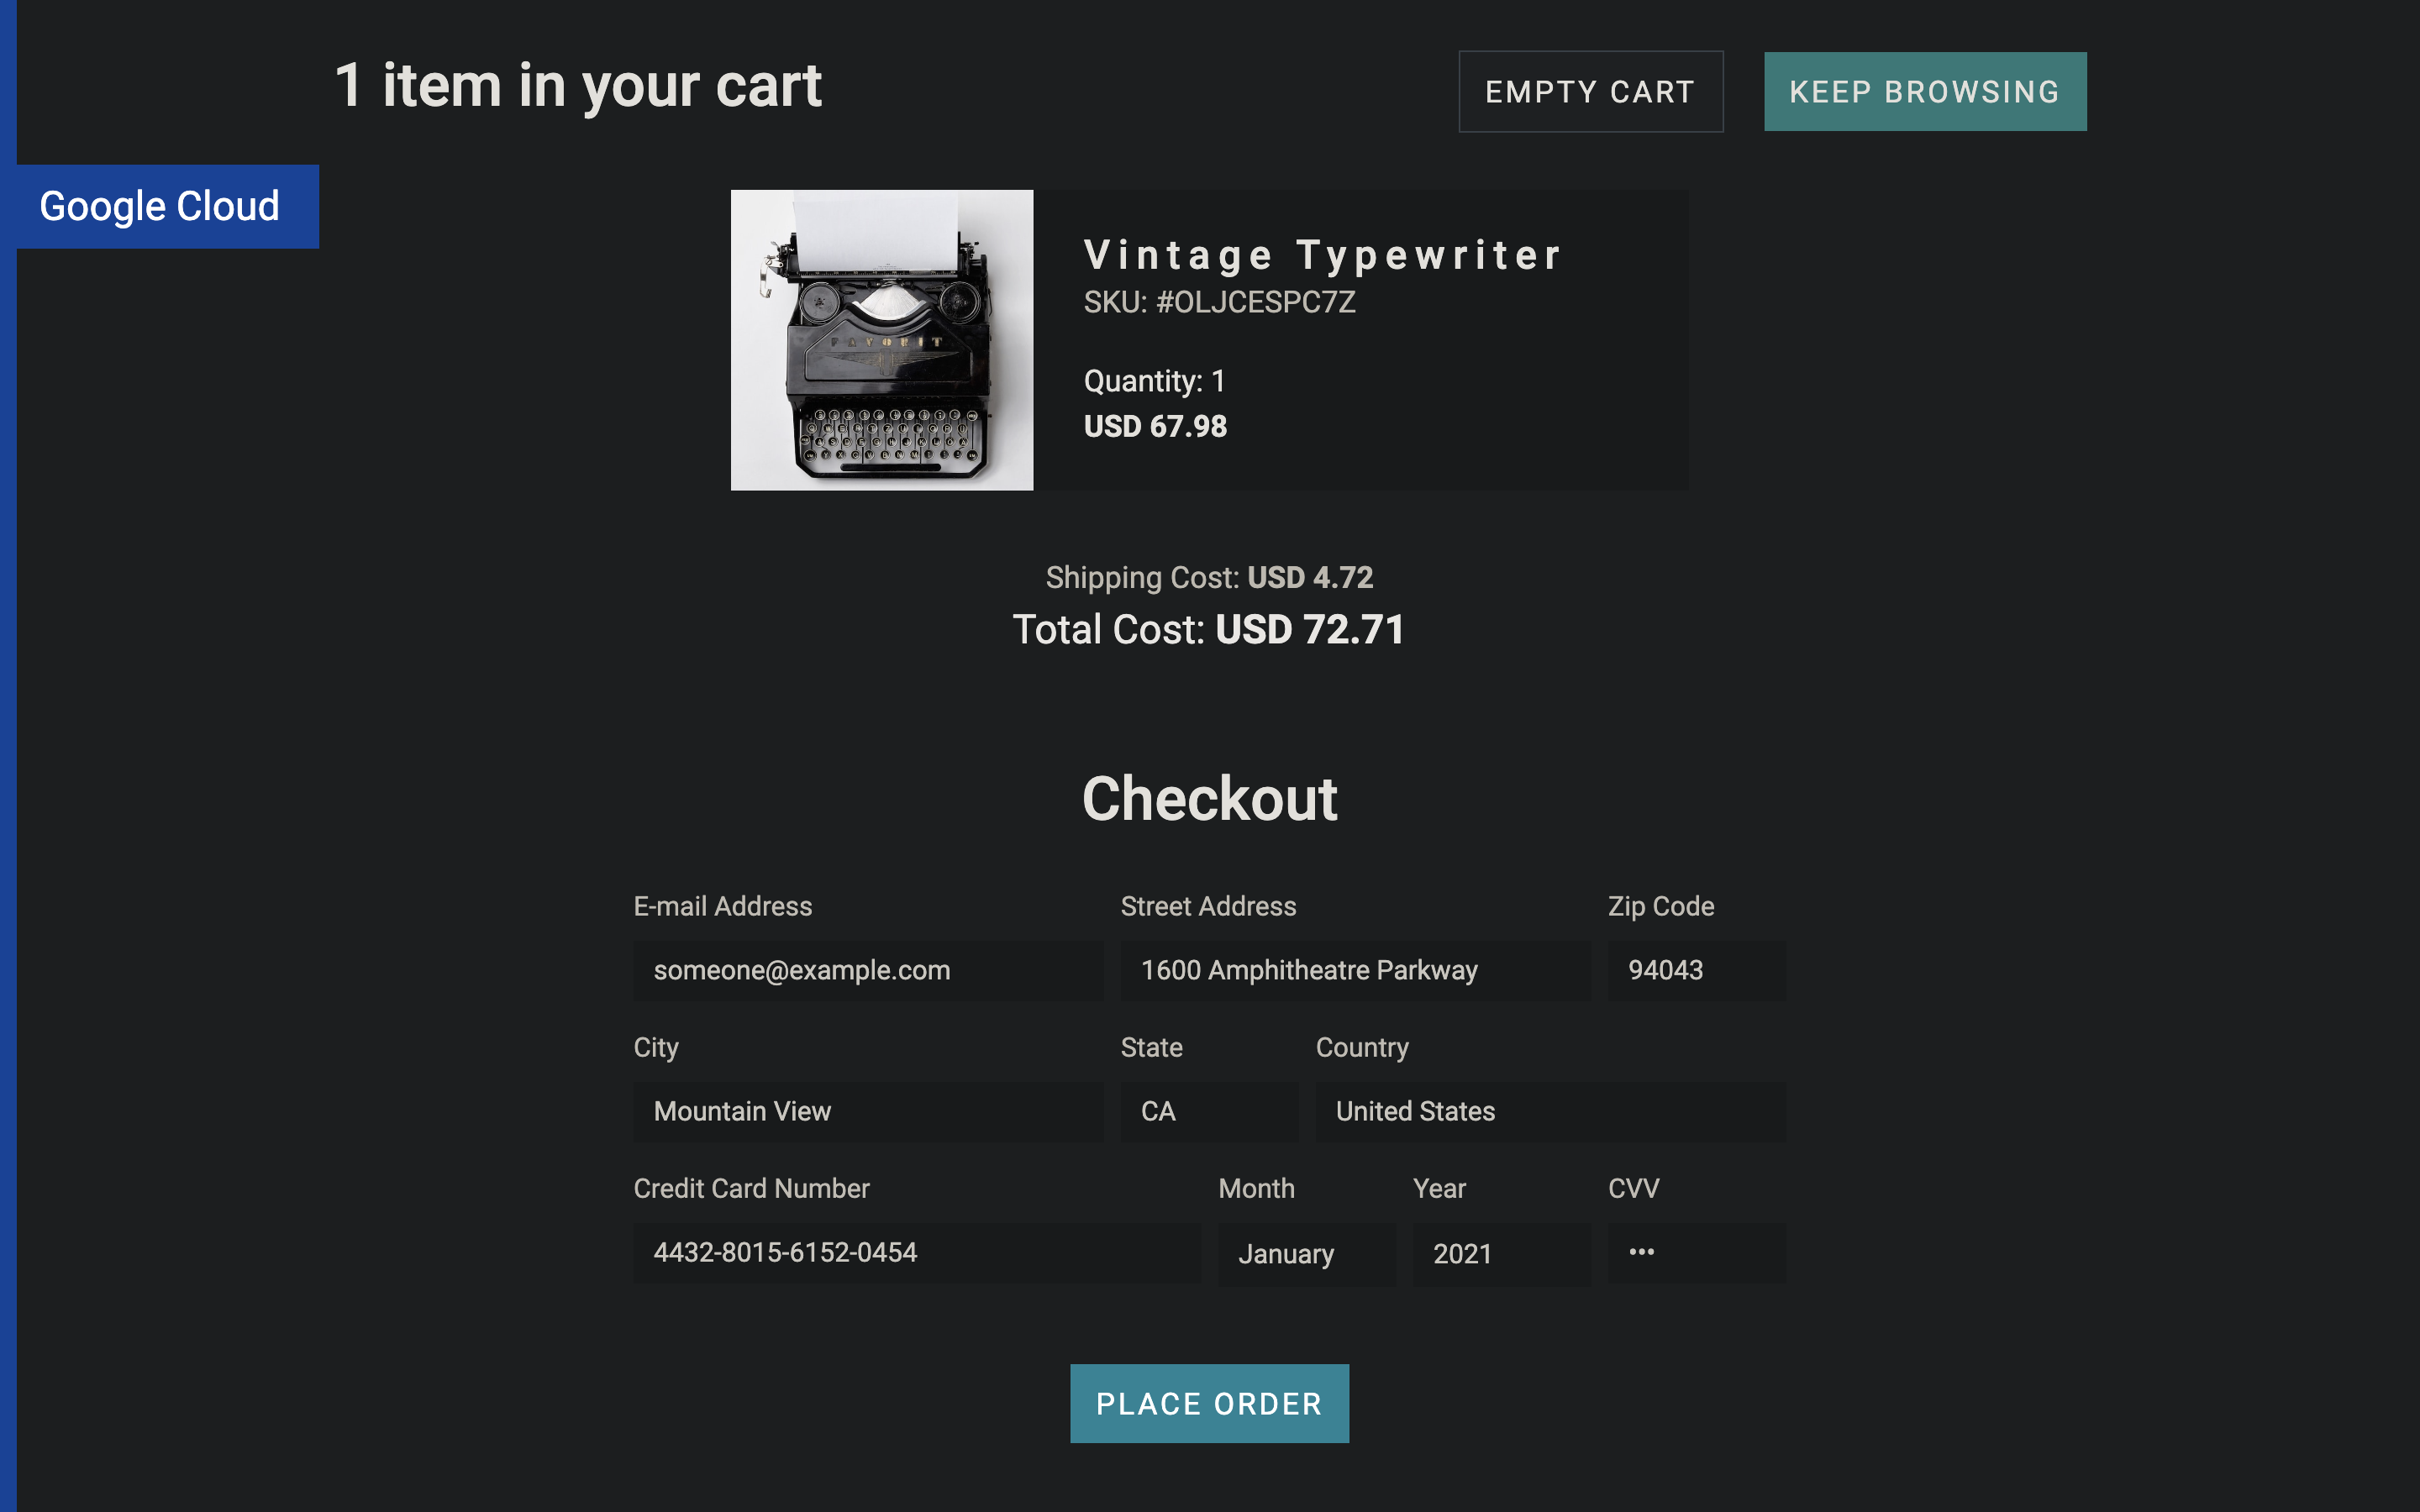 1 item in your cart
EMPTY CART
KEEP BROWSING
Google Cloud
FAVORIT
Vintage Typewriter
SKU: #OLJCESPC7Z
Quantity: 1
USD 67.98
Shipping Cost: USD 4.72
Total Cost: USD 72.71
Checkout
E-mail Address Street Address Zip Code
someone@example.com 1600 Amphitheatre Parkway 94043
City State Country
Mountain View CA United States
Credit Card Number Month Year CVV
4432-8015-6152-0454 January 2021 •••
PLACE ORDER